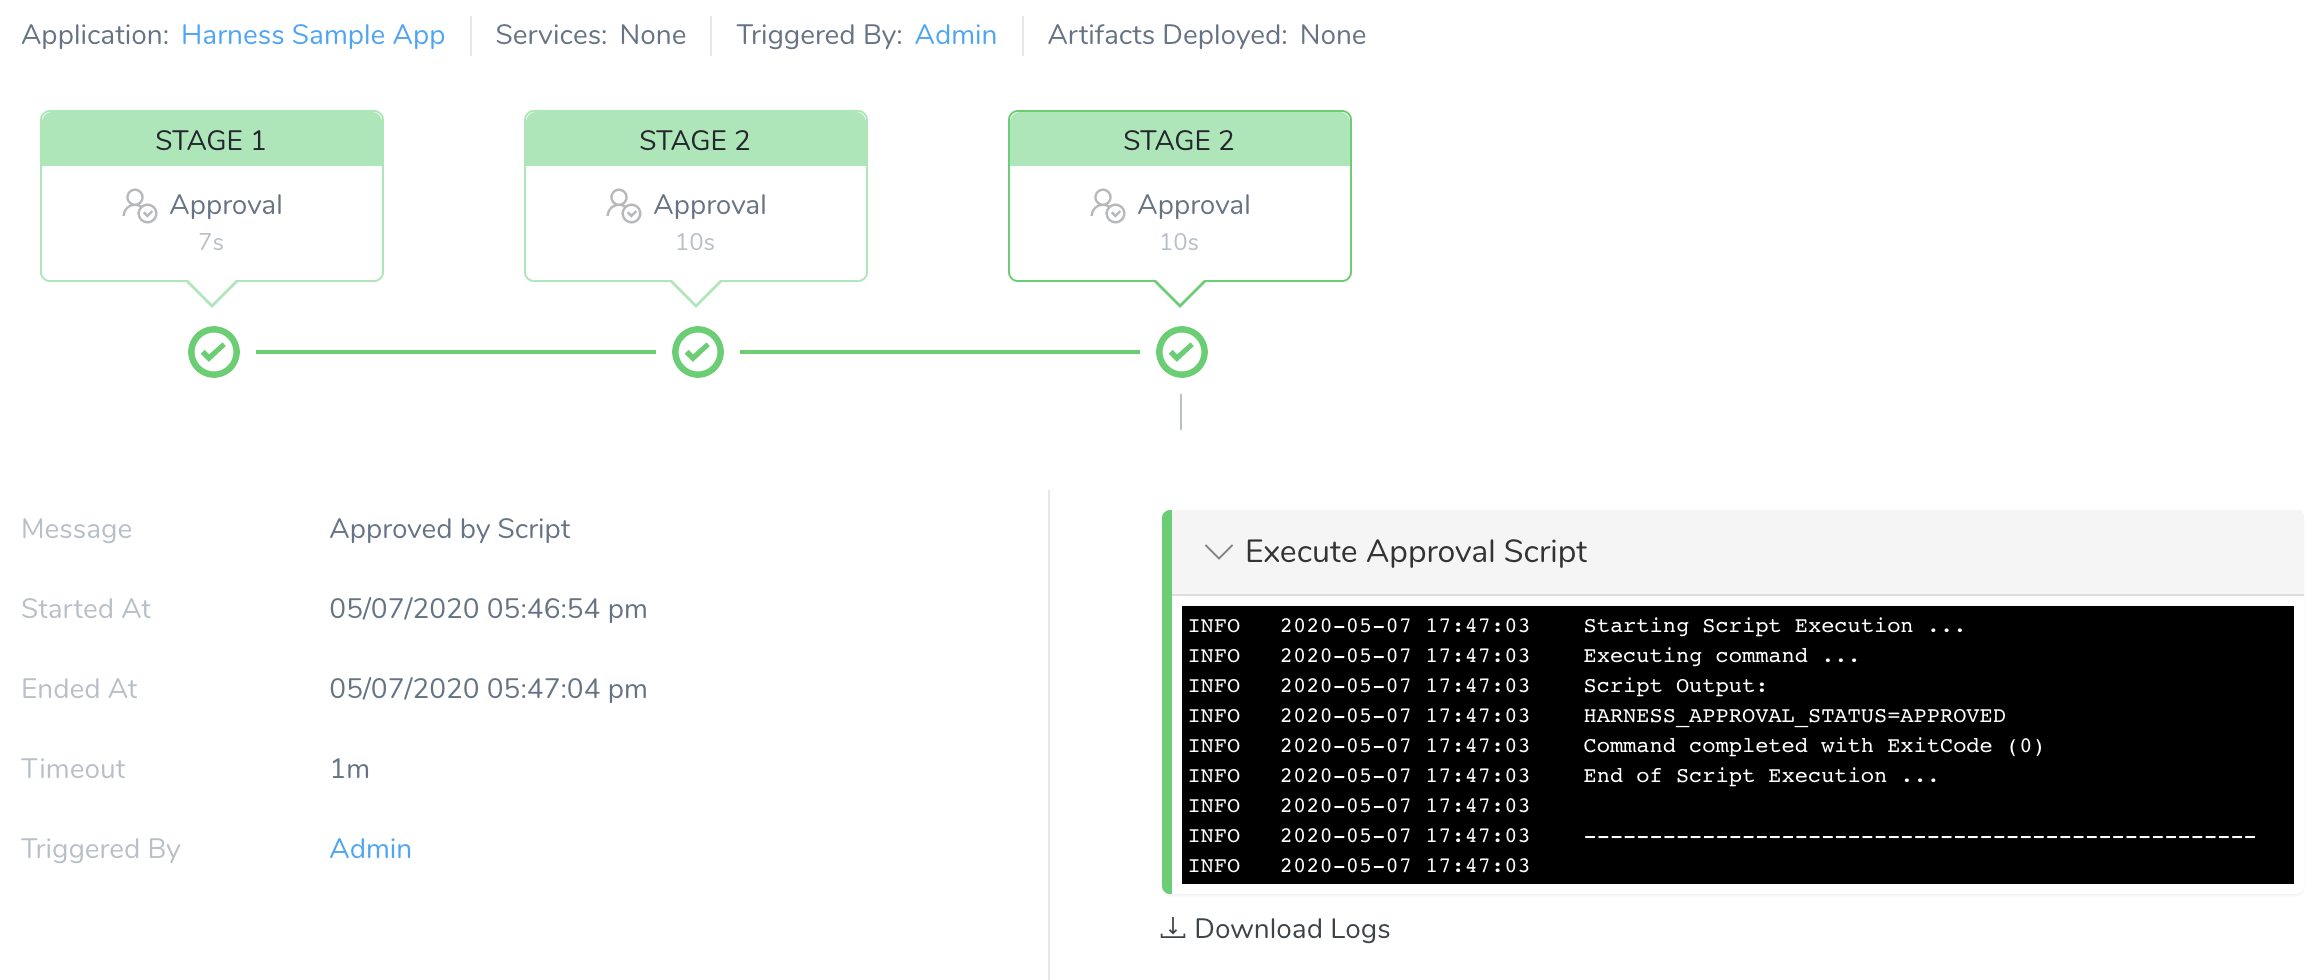 Application: Harness Sample App Services: None Triggered By: Admin Artifacts Deployed: None
STAGE 1
Approval
7s
STAGE 2
Approval
10s
STAGE 2
Approval
10s
Message Approved by Script
Started At 05/07/2020 05:46:54 pm
Ended At 05/07/2020 05:47:04 pm
Timeout 1m
Triggered By Admin
Execute Approval Script
INFO 2020-05-07 17:47:03 Starting Script Execution ...
INFO 2020-05-07 17:47:03 Executing command ...
INFO 2020-05-07 17:47:03 Script Output:
INFO 2020-05-07 17:47:03 HARNESS_APPROVAL_STATUS=APPROVED
INFO 2020-05-07 17:47:03 Command completed with ExitCode (0)
INFO 2020-05-07 17:47:03 End of Script Execution ...
INFO 2020-05-07 17:47:03
INFO 2020-05-07 17:47:03 ---------------------------------------------------
INFO 2020-05-07 17:47:03
Download Logs